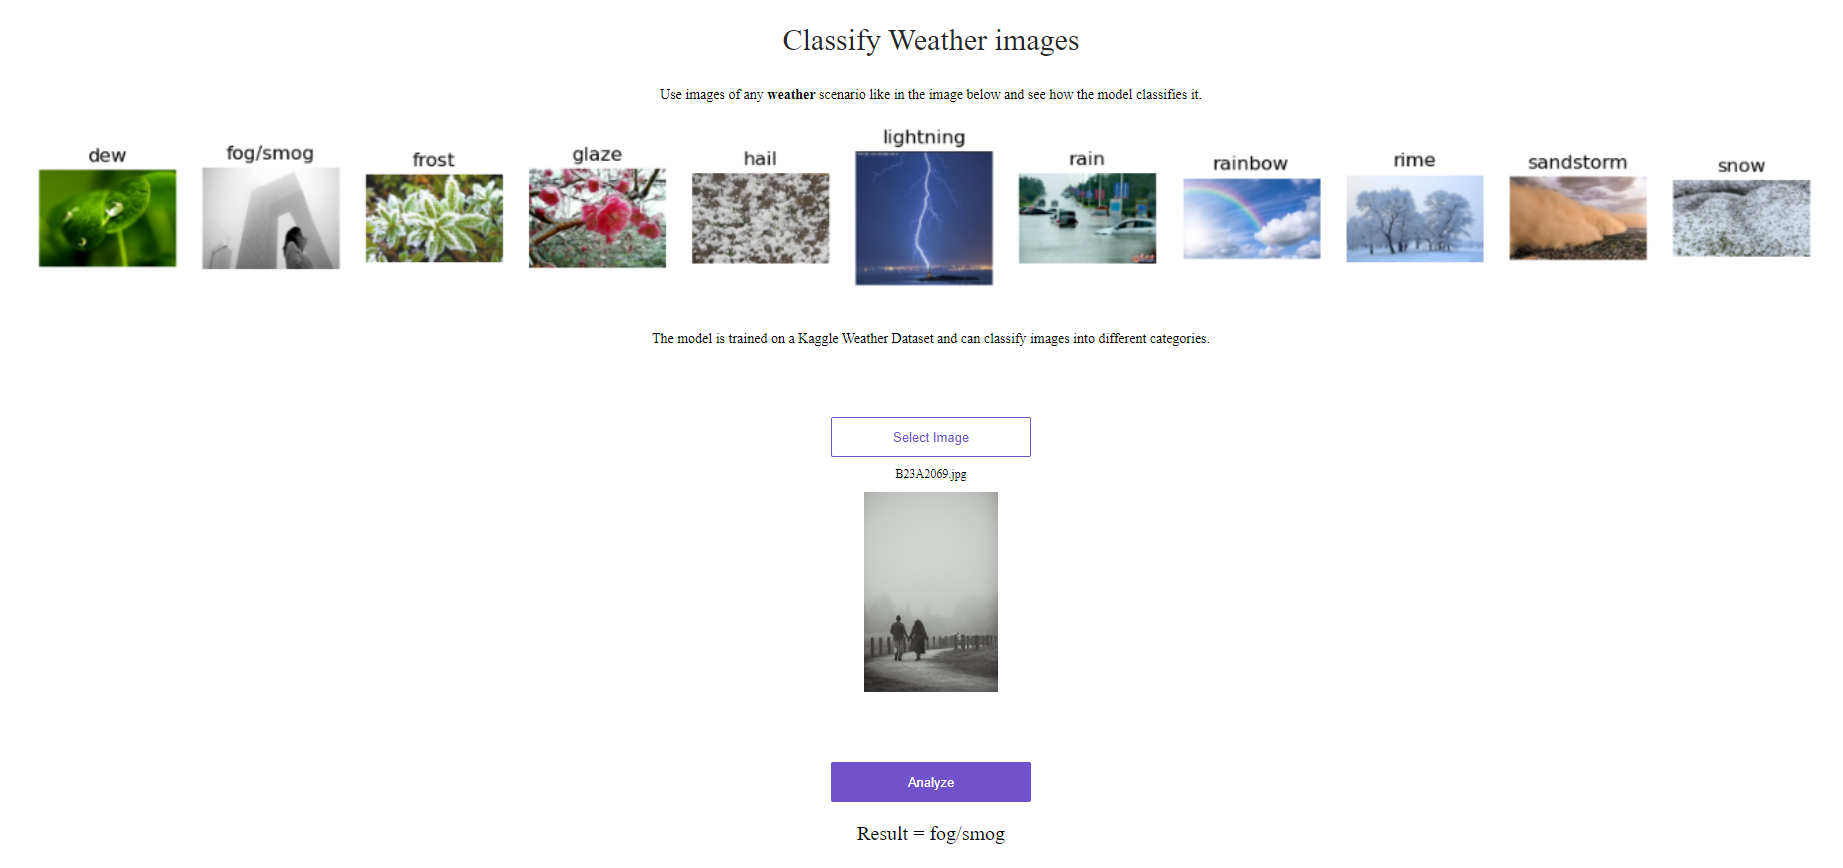 Classify Weather images
Use images of any weather scenario like in the image below and see how the model classifies it.
dew
fog/smog
frost
glaze
hail
lightning
rain
rainbow
rime
sandstorm
snow
The model is trained on a Kaggle Weather Dataset and can classify images into different categories.
Select Image
B23A2069.jpg
Analyze
Result = fog/smog